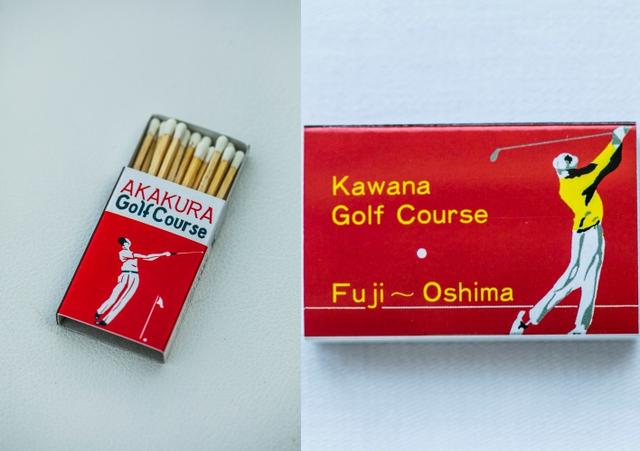 AKAKURA
Golf Course
Kawana
Golf Course
Fuji ~ Oshima